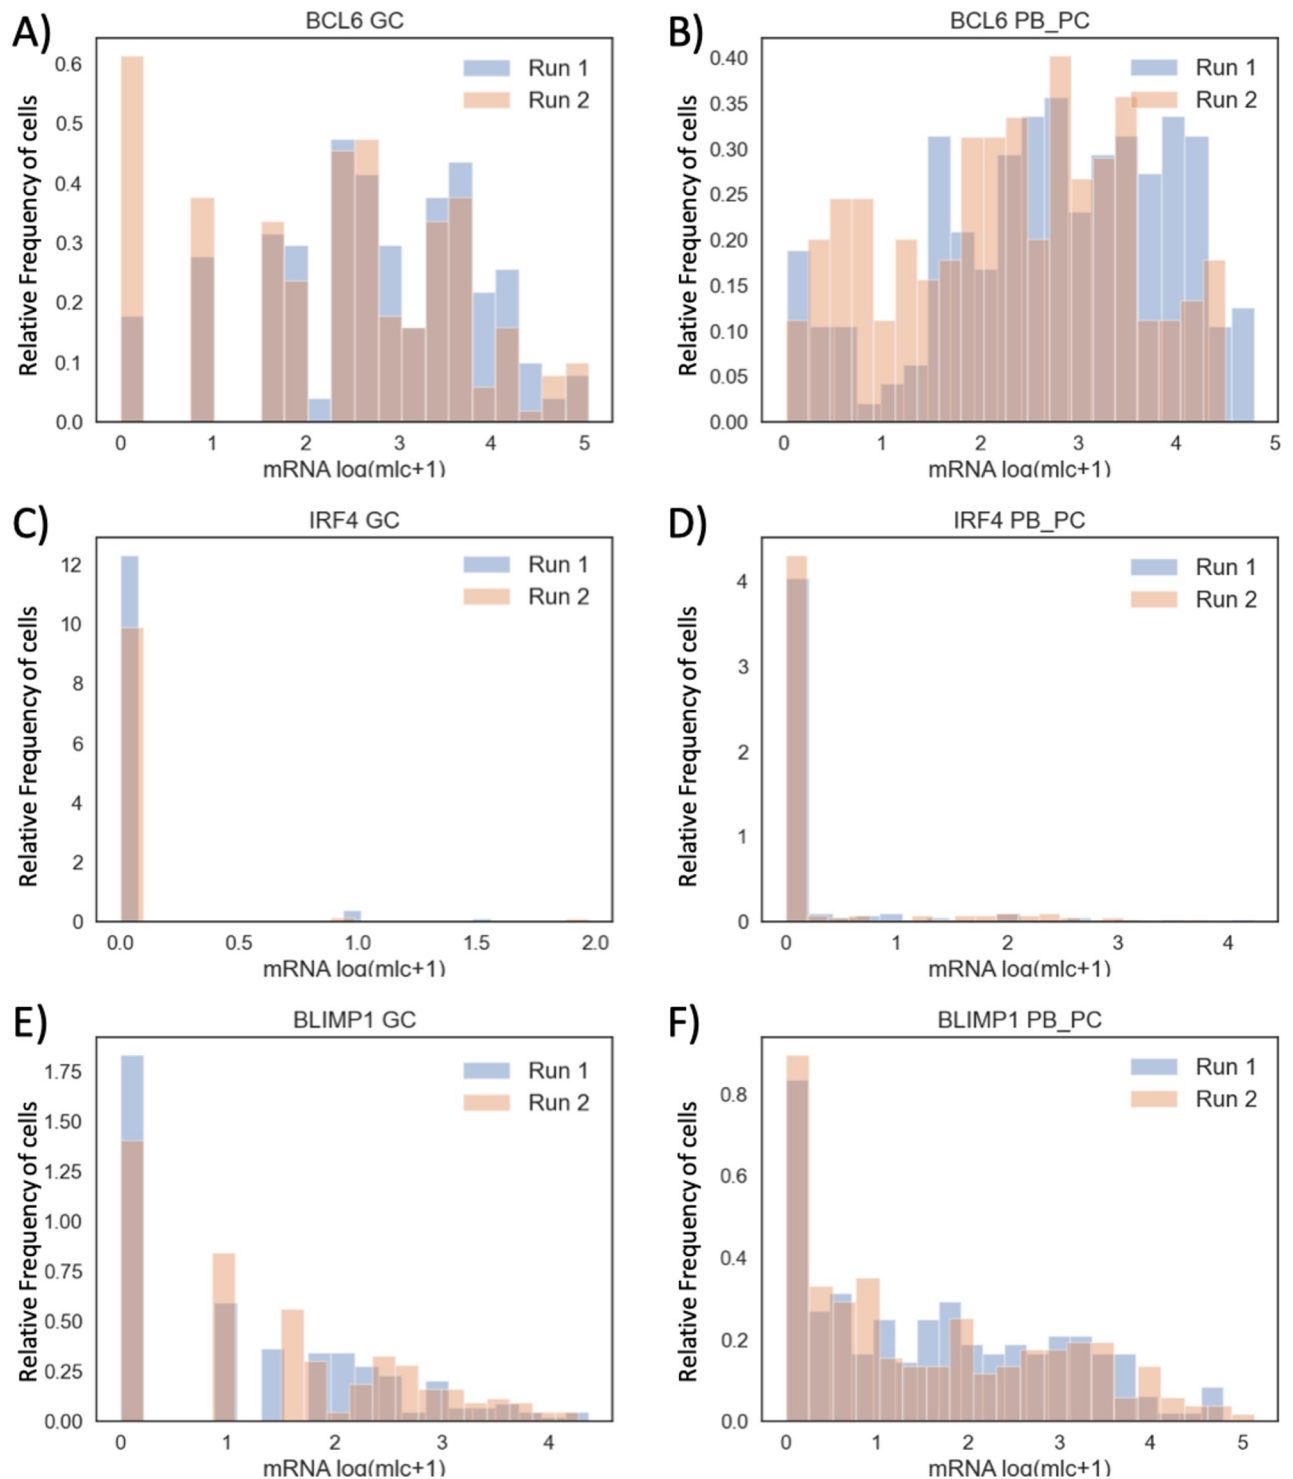 A)
BCL6 GC
Relative Frequency of cells
0.6
0.5
0.4
0.3
0.2
0.1
0.0
Run 1
Run 2
0 1 2 3 4 5
mRNA log(mlc+1)
B)
BCL6 PB_PC
Relative Frequency of cells
0.40
0.35
0.30
0.25
0.20
0.15
0.10
0.05
0.00
Run 1
Run 2
0 1 2 3 4 5
mRNA log(mlc+1)
C)
IRF4 GC
Relative Frequency of cells
12
10
8
6
4
2
0
Run 1
Run 2
0.0 0.5 1.0 1.5 2.0
mRNA log(mlc+1)
D)
IRF4 PB_PC
Relative Frequency of cells
4
3
2
1
0
Run 1
Run 2
0 1 2 3 4
mRNA log(mlc+1)
E)
BLIMP1 GC
Relative Frequency of cells
1.75
1.50
1.25
1.00
0.75
0.50
0.25
0.00
Run 1
Run 2
0 1 2 3 4
mRNA log(mlc+1)
F)
BLIMP1 PB_PC
Relative Frequency of cells
0.8
0.6
0.4
0.2
0.0
Run 1
Run 2
0 1 2 3 4 5
mRNA log(mlc+1)